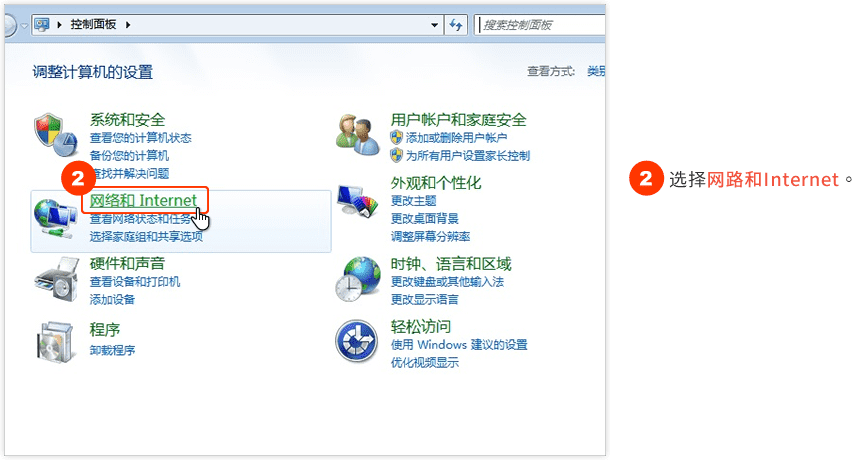 控制面板
搜索控制面板
调整计算机的设置
查看方式:
类别
系统和安全
查看您的计算机状态
备份您的计算机
查找并解决问题
2
网络和 Internet
查看网络状态和任务
选择家庭组和共享选项
硬件和声音
查看设备和打印机
添加设备
程序
卸载程序
用户帐户和家庭安全
添加或删除用户帐户
为所有用户设置家长控制
外观和个性化
更改主题
更改桌面背景
调整屏幕分辨率
时钟、语言和区域
更改键盘或其他输入法
更改显示语言
轻松访问
使用 Windows 建议的设置
优化视频显示
2 选择网路和Internet。